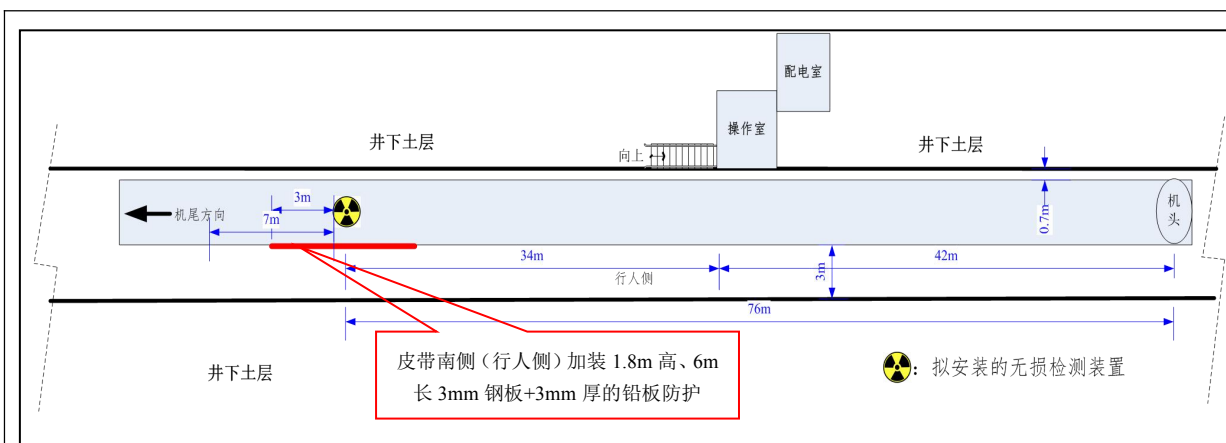 配电室
操作室
井下土层
井下土层
向上
3m
机尾方向
7m
机
头
0.7m
34m
42m
行人侧
3m
76m
皮带南侧（行人侧）加装 1.8m 高、6m
长 3mm 钢板+3mm 厚的铅板防护
井下土层
：拟安装的无损检测装置